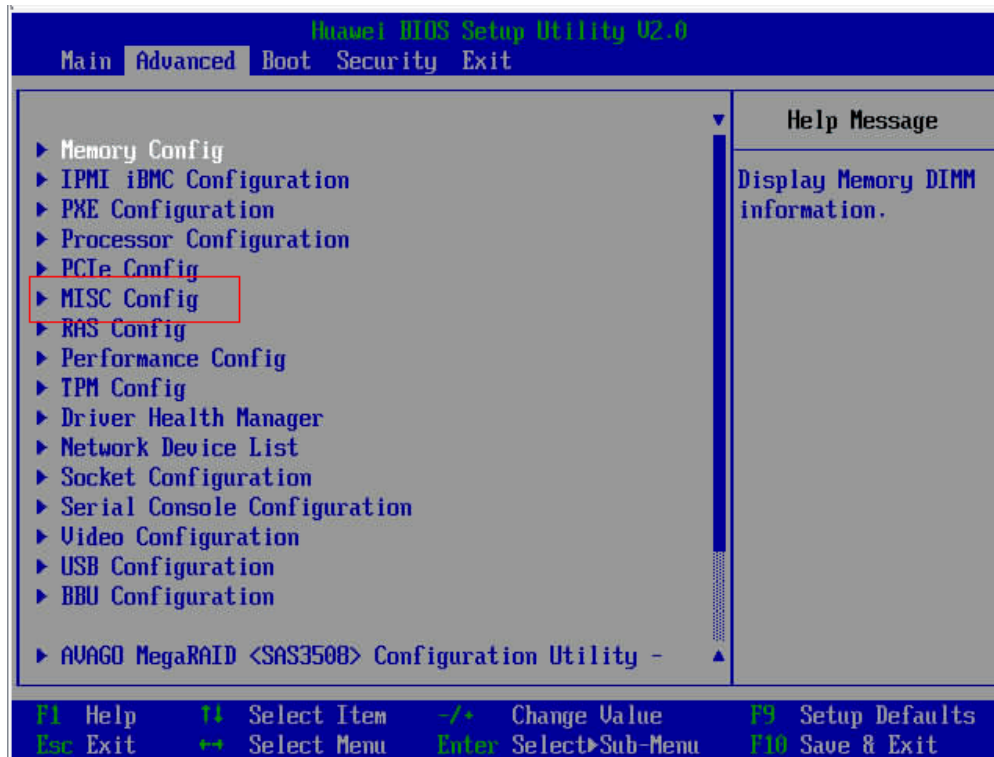 Huawei BIOS Setup Utility V2.0
Main Advanced Boot Security Exit
Help Message
Display Memory DIMM
information.
▶ Memory Config
▶ IPMI iBMC Configuration
▶ PXE Configuration
▶ Processor Configuration
▶ PCIe Config
▶ MISC Config
▶ RAS Config
▶ Performance Config
▶ TPM Config
▶ Driver Health Manager
▶ Network Device List
▶ Socket Configuration
▶ Serial Console Configuration
▶ Video Configuration
▶ USB Configuration
▶ BBU Configuration
▶ AVAGO MegaRAID <SAS3508> Configuration Utility -
F1 Help ↑↓ Select Item -/+ Change Value F9 Setup Defaults
Esc Exit ←→ Select Menu Enter Select▶Sub-Menu F10 Save & Exit